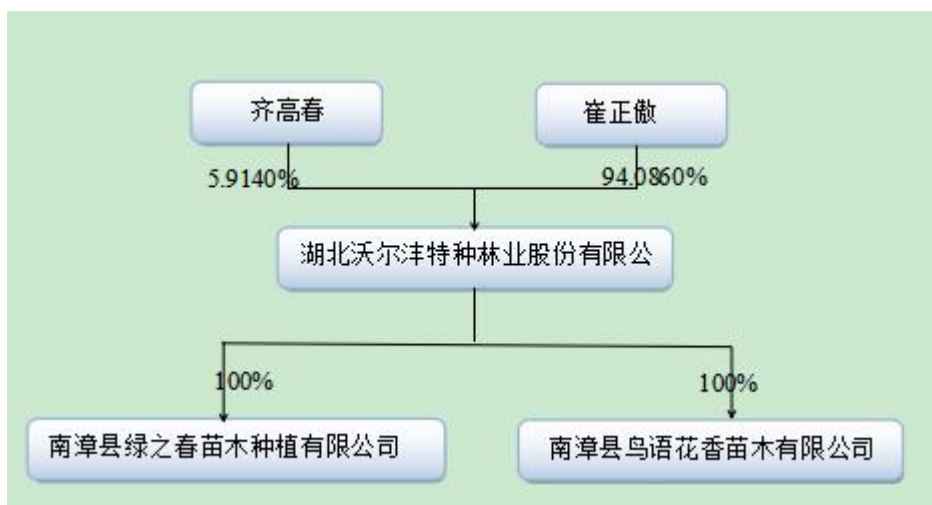 齐高春
崔正傲
5.9140%
94.0860%
湖北沃尔沣特种林业股份有限公
100%
100%
南漳县绿之春苗木种植有限公司
南漳县鸟语花香苗木有限公司